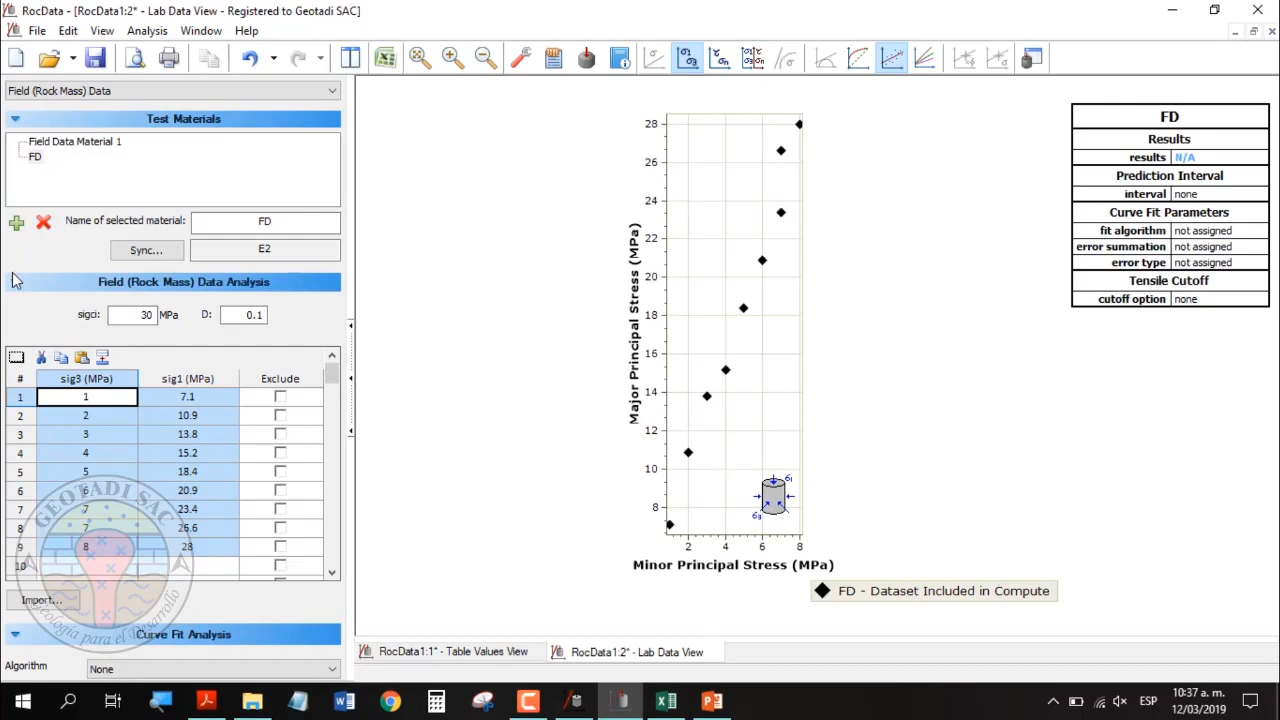 RocData - [RocData1:2* - Lab Data View - Registered to Geotadi SAC]
File Edit View Analysis Window Help
Field (Rock Mass) Data
Test Materials
Field Data Material 1
FD
Name of selected material: FD
Sync... E2
Field (Rock Mass) Data Analysis
sigci: 30 MPa D: 0.1
# sig3 (MPa) sig1 (MPa) Exclude
1 1 7.1
2 2 10.9
3 3 13.8
4 4 15.2
5 5 18.4
6 6 20.9
7 7 23.4
8 7 26.6
9 8 28
10
Import...
GEOTADI SAC
Geología para el Desarrollo
Curve Fit Analysis
Algorithm None
Major Principal Stress (MPa)
28
26
24
22
20
18
16
14
12
10
8
2 4 6 8
Minor Principal Stress (MPa)
FD - Dataset Included in Compute
FD
Results
results N/A
Prediction Interval
interval none
Curve Fit Parameters
fit algorithm not assigned
error summation not assigned
error type not assigned
Tensile Cutoff
cutoff option none
RocData1:1* - Table Values View RocData1:2* - Lab Data View
ESP
10:37 a. m.
12/03/2019